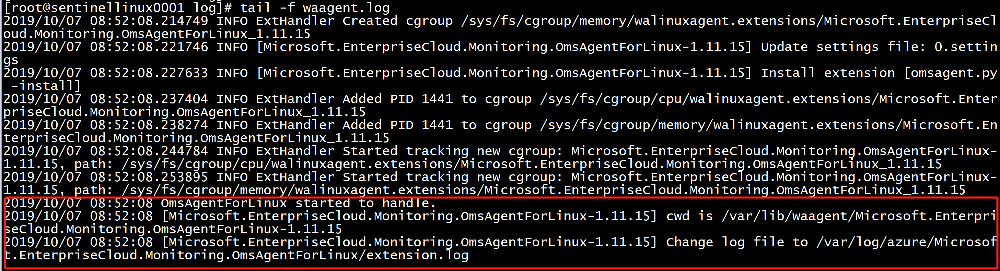 [root@sentinellinux0001 log]# tail -f waagent.log
2019/10/07 08:52:08.214749 INFO ExtHandler Created cgroup /sys/fs/cgroup/memory/walinuxagent.extensions/Microsoft.EnterpriseCl
oud.Monitoring.OmsAgentForLinux_1.11.15
2019/10/07 08:52:08.221746 INFO [Microsoft.EnterpriseCloud.Monitoring.OmsAgentForLinux-1.11.15] Update settings file: 0.settin
gs
2019/10/07 08:52:08.227633 INFO [Microsoft.EnterpriseCloud.Monitoring.OmsAgentForLinux-1.11.15] Install extension [omsagent.py
 -install]
2019/10/07 08:52:08.237404 INFO ExtHandler Added PID 1441 to cgroup /sys/fs/cgroup/cpu/walinuxagent.extensions/Microsoft.Enter
priseCloud.Monitoring.OmsAgentForLinux_1.11.15
2019/10/07 08:52:08.238274 INFO ExtHandler Added PID 1441 to cgroup /sys/fs/cgroup/memory/walinuxagent.extensions/Microsoft.En
terpriseCloud.Monitoring.OmsAgentForLinux_1.11.15
2019/10/07 08:52:08.244784 INFO ExtHandler Started tracking new cgroup: Microsoft.EnterpriseCloud.Monitoring.OmsAgentForLinux-
1.11.15, path: /sys/fs/cgroup/cpu/walinuxagent.extensions/Microsoft.EnterpriseCloud.Monitoring.OmsAgentForLinux_1.11.15
2019/10/07 08:52:08.253895 INFO ExtHandler Started tracking new cgroup: Microsoft.EnterpriseCloud.Monitoring.OmsAgentForLinux-
1.11.15, path: /sys/fs/cgroup/memory/walinuxagent.extensions/Microsoft.EnterpriseCloud.Monitoring.OmsAgentForLinux_1.11.15
2019/10/07 08:52:08 OmsAgentForLinux started to handle.
2019/10/07 08:52:08 [Microsoft.EnterpriseCloud.Monitoring.OmsAgentForLinux-1.11.15] cwd is /var/lib/waagent/Microsoft.Enterpri
seCloud.Monitoring.OmsAgentForLinux-1.11.15
2019/10/07 08:52:08 [Microsoft.EnterpriseCloud.Monitoring.OmsAgentForLinux-1.11.15] Change log file to /var/log/azure/Microsof
t.EnterpriseCloud.Monitoring.OmsAgentForLinux/extension.log